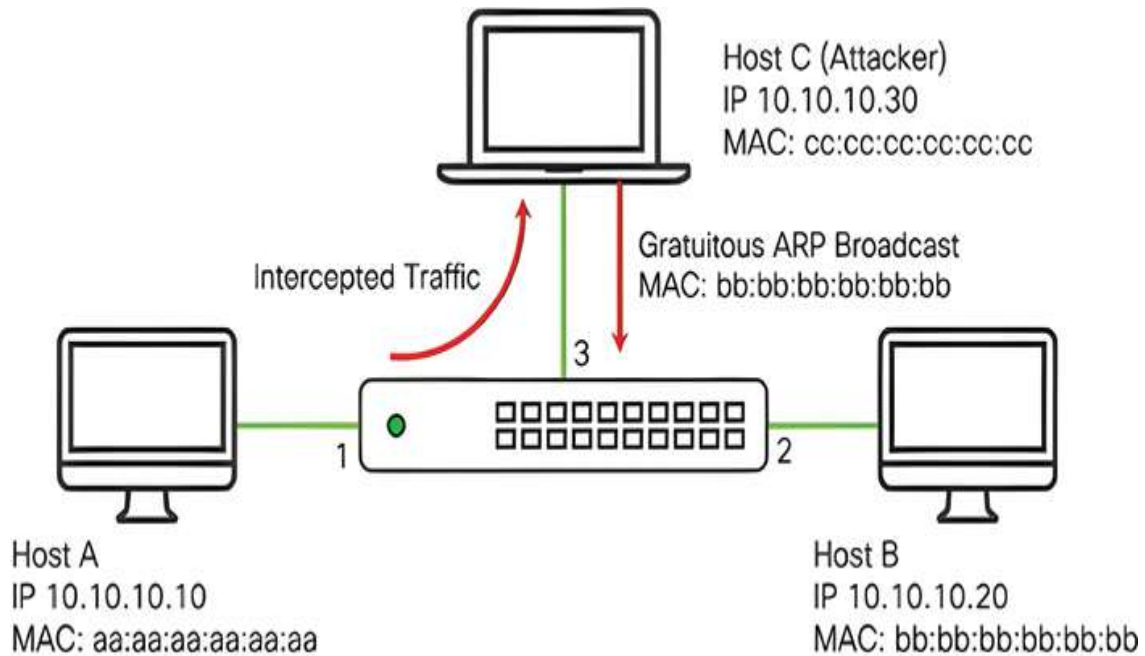 Host C (Attacker)
IP 10.10.10.30
MAC: cc:cc:cc:cc:cc:cc
Gratuitous ARP Broadcast
MAC: bb:bb:bb:bb:bb:bb
Intercepted Traffic
3
1
2
Host A
IP 10.10.10.10
MAC: aa:aa:aa:aa:aa:aa
Host B
IP 10.10.10.20
MAC: bb:bb:bb:bb:bb:bb